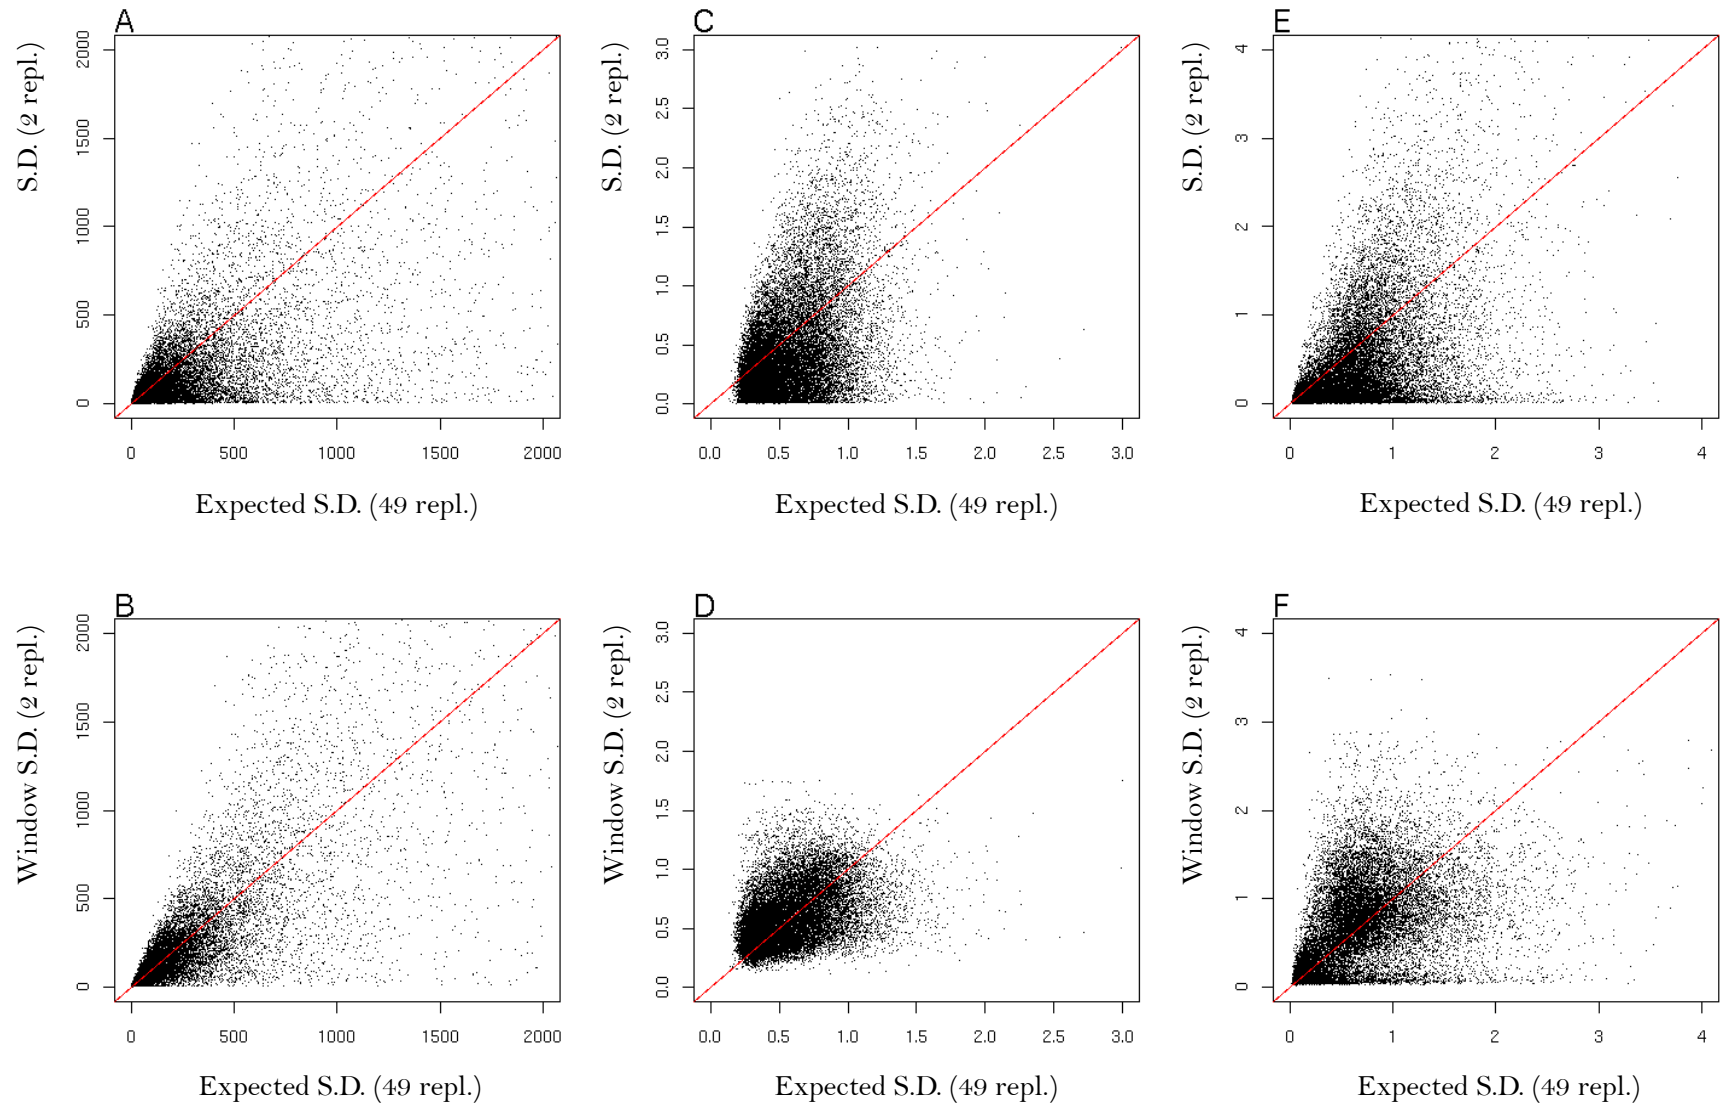 A
S.D. (2 repl.)
0 500 1000 1500 2000
0 500 1000 1500 2000
Expected S.D. (49 repl.)
C
S.D. (2 repl.)
0.0 0.5 1.0 1.5 2.0 2.5 3.0
0.0 0.5 1.0 1.5 2.0 2.5 3.0
Expected S.D. (49 repl.)
E
S.D. (2 repl.)
0 1 2 3 4
0 1 2 3 4
Expected S.D. (49 repl.)
B
Window S.D. (2 repl.)
0 500 1000 1500 2000
0 500 1000 1500 2000
Expected S.D. (49 repl.)
D
Window S.D. (2 repl.)
0.0 0.5 1.0 1.5 2.0 2.5 3.0
0.0 0.5 1.0 1.5 2.0 2.5 3.0
Expected S.D. (49 repl.)
F
Window S.D. (2 repl.)
0 1 2 3 4
0 1 2 3 4
Expected S.D. (49 repl.)